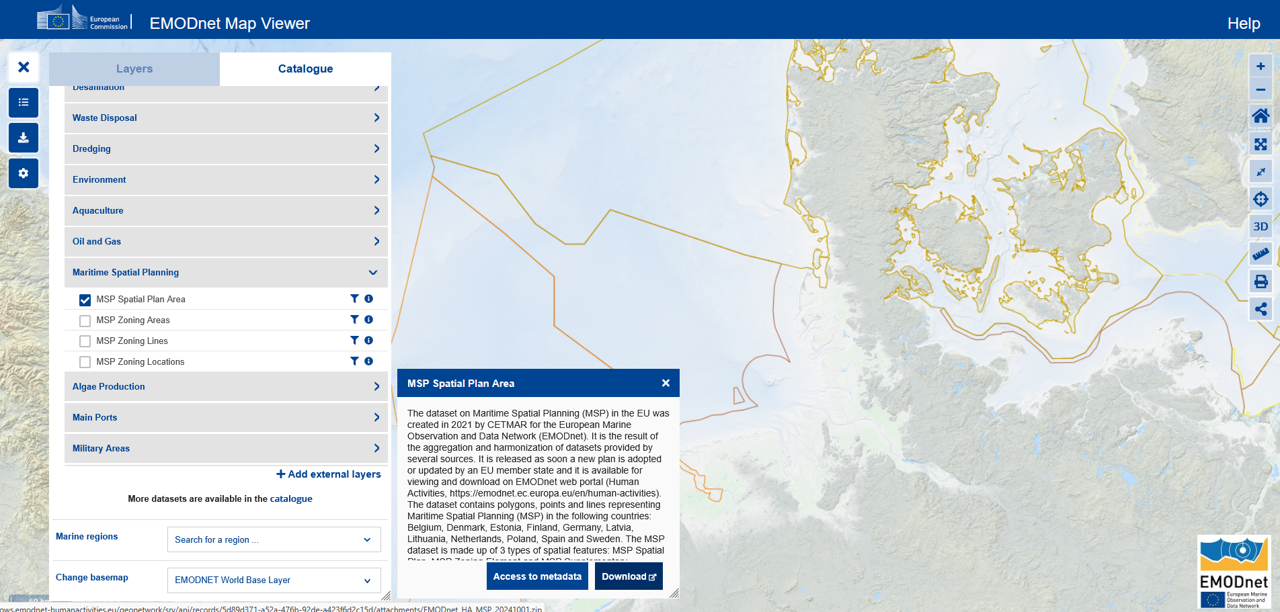 European
Commission
EMODnet Map Viewer
Help
Layers
Catalogue
Desalination
Waste Disposal
Dredging
Environment
Aquaculture
Oil and Gas
Maritime Spatial Planning
MSP Spatial Plan Area
MSP Zoning Areas
MSP Zoning Lines
MSP Zoning Locations
Algae Production
Main Ports
Military Areas
Add external layers
More datasets are available in the catalogue
Marine regions
Search for a region ...
Change basemap
EMODNET World Base Layer
3D
MSP Spatial Plan Area
The dataset on Maritime Spatial Planning (MSP) in the EU was
created in 2021 by CETMAR for the European Marine
Observation and Data Network (EMODnet). It is the result of
the aggregation and harmonization of datasets provided by
several sources. It is released as soon a new plan is adopted
or updated by an EU member state and it is available for
viewing and download on EMODnet web portal (Human
Activities, https://emodnet.ec.europa.eu/en/human-activities).
The dataset contains polygons, points and lines representing
Maritime Spatial Planning (MSP) in the following countries:
Belgium, Denmark, Estonia, Finland, Germany, Latvia,
Lithuania, Netherlands, Poland, Spain and Sweden. The MSP
dataset is made up of 3 types of spatial features: MSP Spatial
Plan, MSP Zoning Element and MSP Supplementary
Access to metadata
Download
EMODnet
European Marine
Observation and
Data Network
ows.emodnet-humanactivities.eu/geonetwork/srv/api/records/5d89d371-a52a-476b-92de-a423f6d2c15d/attachments/EMODnet_HA_MSP_20241001.zip